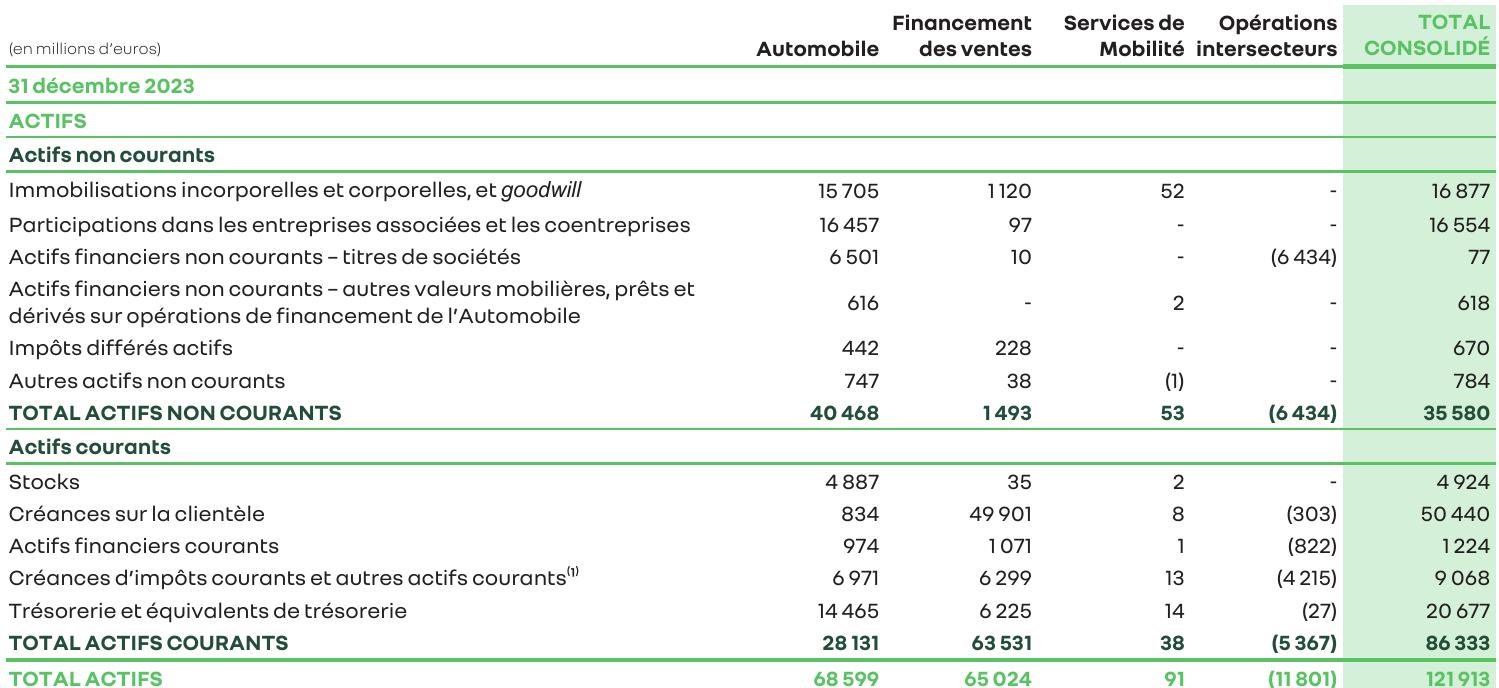 (en millions d’euros) Automobile Financement des ventes Services de Mobilité Opérations intersecteurs TOTAL CONSOLIDÉ
31 décembre 2023
ACTIFS
Actifs non courants
Immobilisations incorporelles et corporelles, et goodwill 15 705 1 120 52 - 16 877
Participations dans les entreprises associées et les coentreprises 16 457 97 - - 16 554
Actifs financiers non courants – titres de sociétés 6 501 10 - (6 434) 77
Actifs financiers non courants – autres valeurs mobilières, prêts et
dérivés sur opérations de financement de l’Automobile 616 - 2 - 618
Impôts différés actifs 442 228 - - 670
Autres actifs non courants 747 38 (1) - 784
TOTAL ACTIFS NON COURANTS 40 468 1 493 53 (6 434) 35 580
Actifs courants
Stocks 4 887 35 2 - 4 924
Créances sur la clientèle 834 49 901 8 (303) 50 440
Actifs financiers courants 974 1 071 1 (822) 1 224
Créances d’impôts courants et autres actifs courants(1) 6 971 6 299 13 (4 215) 9 068
Trésorerie et équivalents de trésorerie 14 465 6 225 14 (27) 20 677
TOTAL ACTIFS COURANTS 28 131 63 531 38 (5 367) 86 333
TOTAL ACTIFS 68 599 65 024 91 (11 801) 121 913